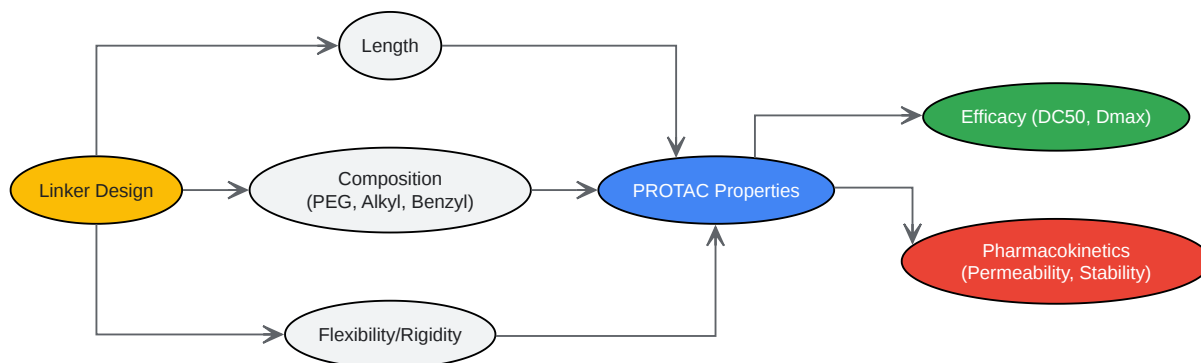 Length
Efficacy (DC50, Dmax)
Linker Design
Composition
(PEG, Alkyl, Benzyl)
PROTAC Properties
Pharmacokinetics
(Permeability, Stability)
Flexibility/Rigidity